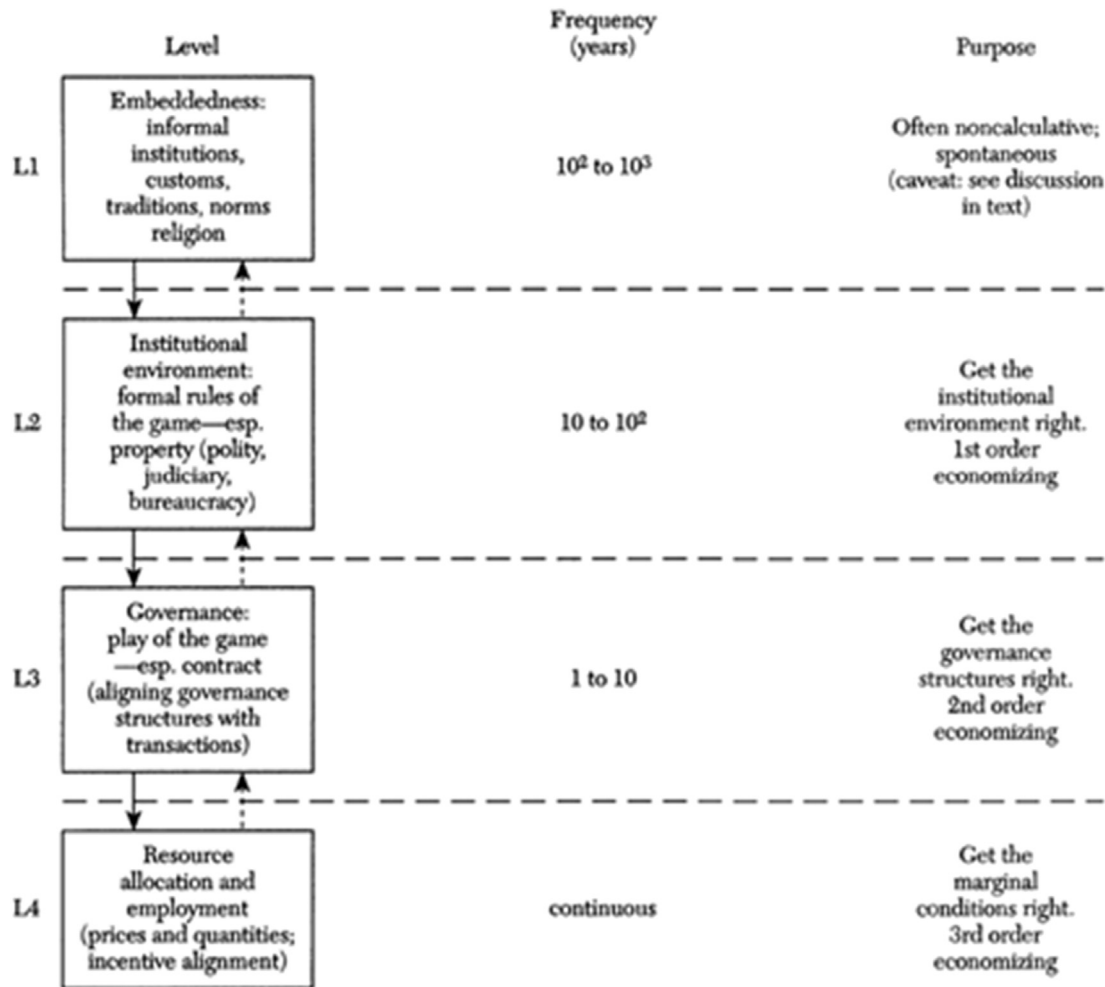 Level
Frequency
(years)
Purpose
L1
Embeddedness:
informal
institutions,
customs,
traditions, norms
religion
10² to 10³
Often noncalculative;
spontaneous
(caveat: see discussion
in text)
L2
Institutional
environment:
formal rules of
the game—esp.
property (polity,
judiciary,
bureaucracy)
10 to 10²
Get the
institutional
environment right.
1st order
economizing
L3
Governance:
play of the game
—esp. contract
(aligning governance
structures with
transactions)
1 to 10
Get the
governance
structures right.
2nd order
economizing
L4
Resource
allocation and
employment
(prices and quantities;
incentive alignment)
continuous
Get the
marginal
conditions right.
3rd order
economizing